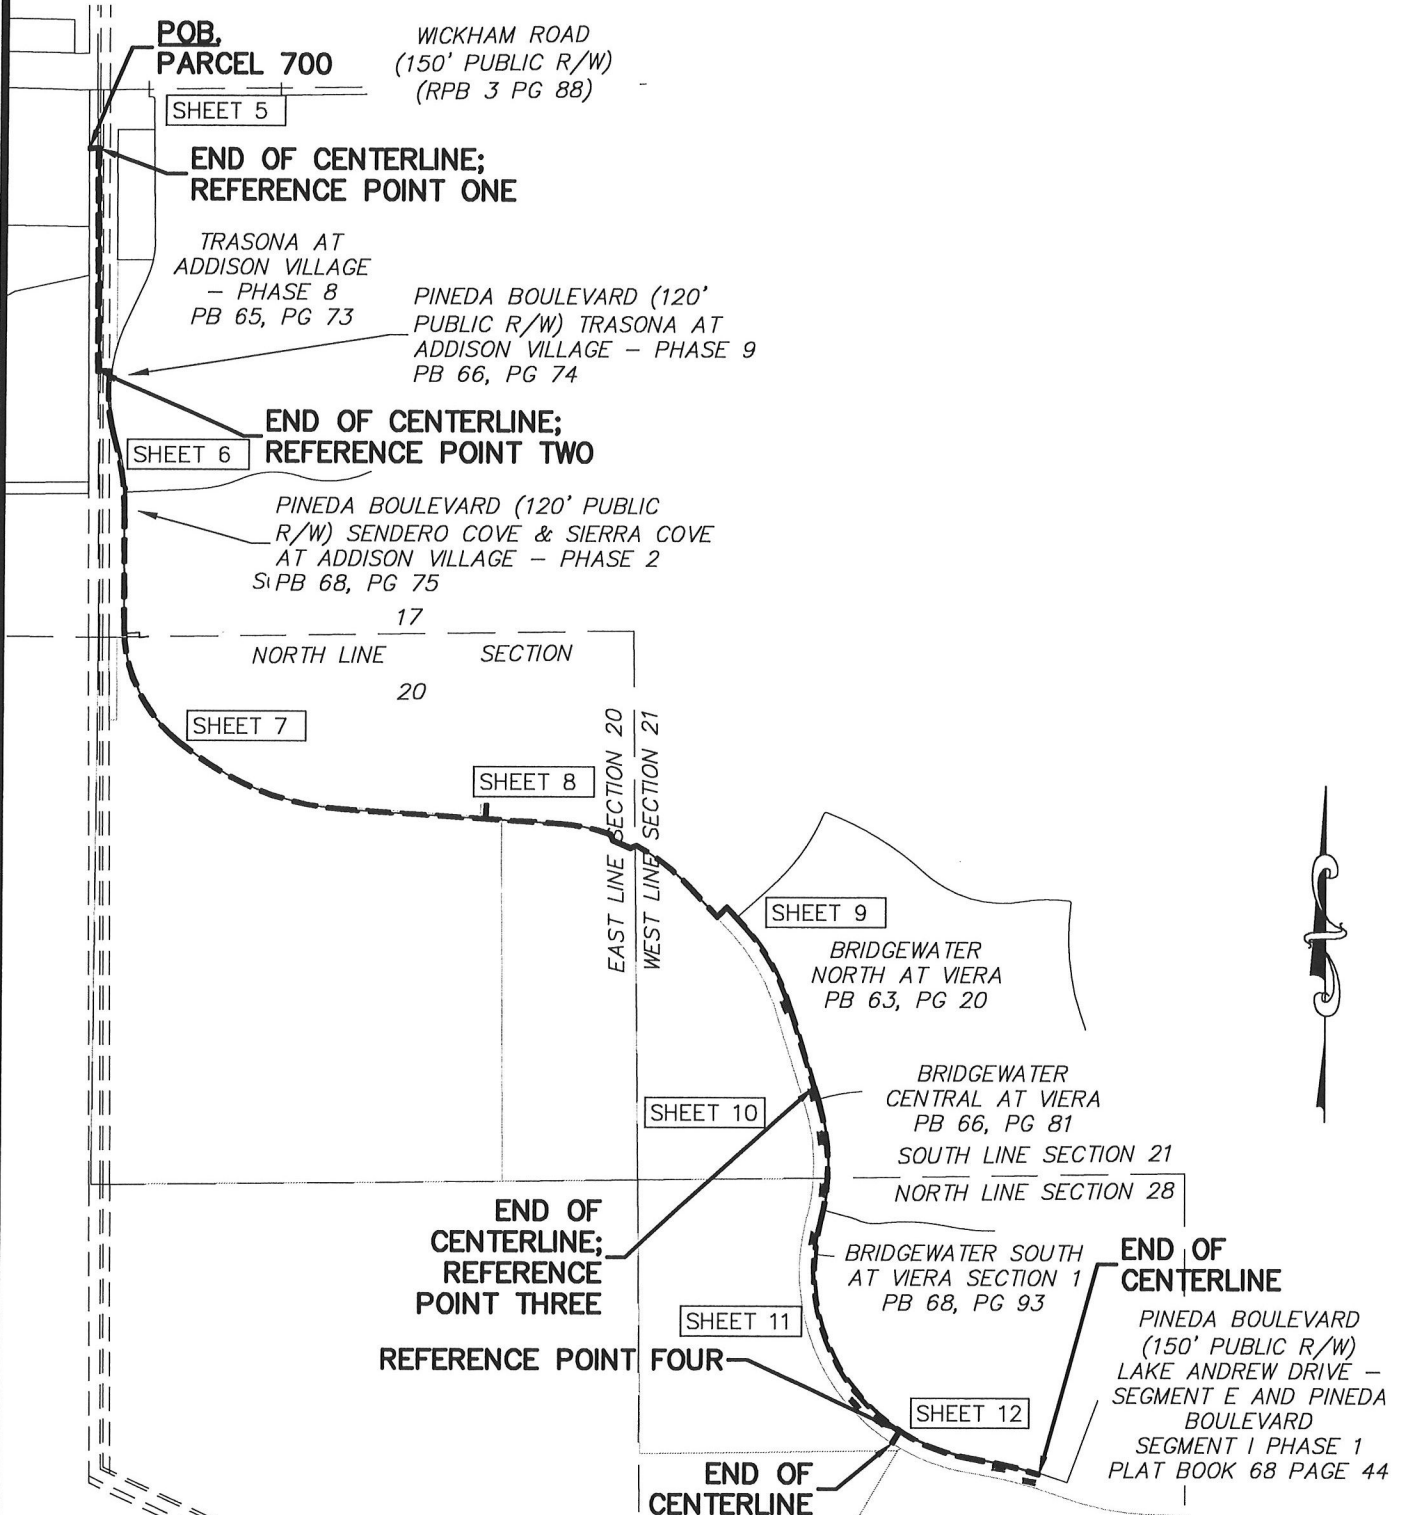 POB.
PARCEL 700
WICKHAM ROAD
(150' PUBLIC R/W)
(RPB 3 PG 88)
SHEET 5
END OF CENTERLINE;
REFERENCE POINT ONE
TRASONA AT
ADDISON VILLAGE
– PHASE 8
PB 65, PG 73
PINEDA BOULEVARD (120'
PUBLIC R/W) TRASONA AT
ADDISON VILLAGE – PHASE 9
PB 66, PG 74
END OF CENTERLINE;
REFERENCE POINT TWO
SHEET 6
PINEDA BOULEVARD (120' PUBLIC
R/W) SENDERO COVE & SIERRA COVE
AT ADDISON VILLAGE – PHASE 2
PB 68, PG 75
17
NORTH LINE SECTION
20
SHEET 7
SHEET 8
EAST LINE SECTION 20
WEST LINE SECTION 21
SHEET 9
BRIDGEWATER
NORTH AT VIERA
PB 63, PG 20
BRIDGEWATER
CENTRAL AT VIERA
PB 66, PG 81
SHEET 10
SOUTH LINE SECTION 21
NORTH LINE SECTION 28
END OF
CENTERLINE;
REFERENCE
POINT THREE
BRIDGEWATER SOUTH
AT VIERA SECTION 1
PB 68, PG 93
END OF
CENTERLINE
SHEET 11
PINEDA BOULEVARD
(150' PUBLIC R/W)
LAKE ANDREW DRIVE –
SEGMENT E AND PINEDA
BOULEVARD
SEGMENT I PHASE 1
PLAT BOOK 68 PAGE 44
REFERENCE POINT FOUR
SHEET 12
END OF
CENTERLINE